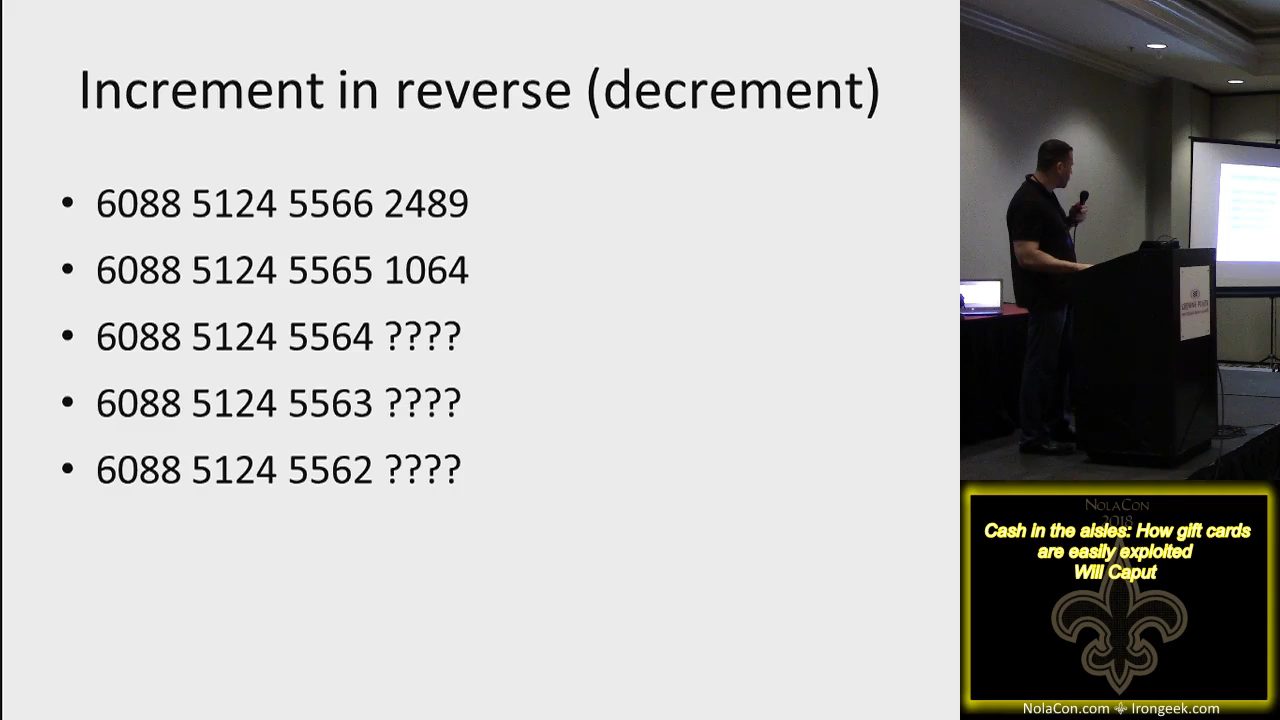 Increment in reverse (decrement)
• 6088 5124 5566 2489
• 6088 5124 5565 1064
• 6088 5124 5564 ????
• 6088 5124 5563 ????
• 6088 5124 5562 ????
NolaCon
2018
Cash in the aisles: How gift cards
are easily exploited
Will Caput
NolaCon.com ⚜ Irongeek.com